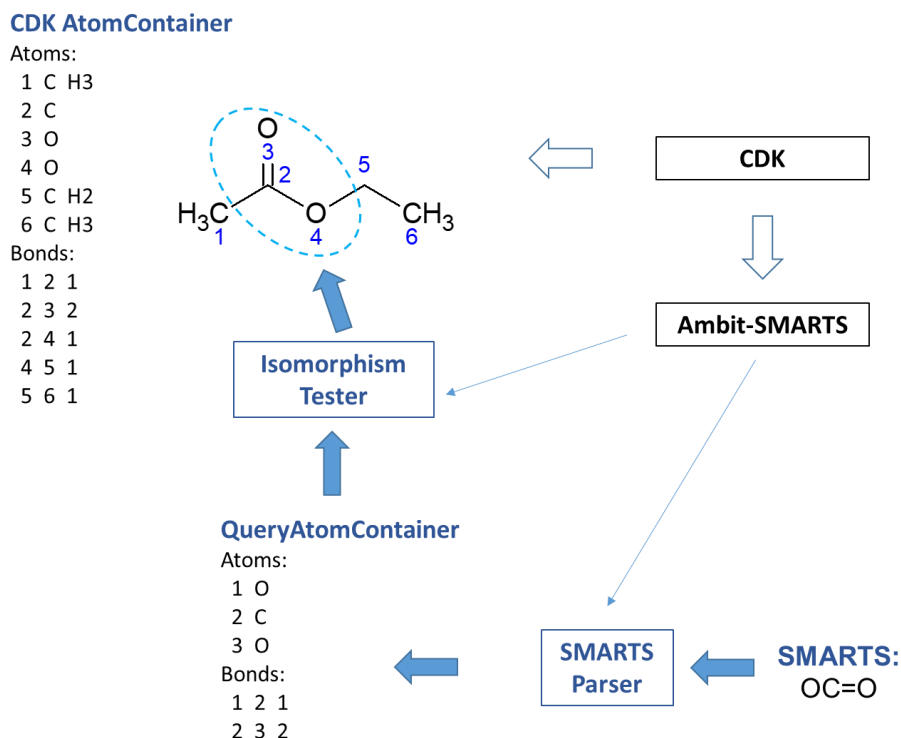 CDK AtomContainer
Atoms:
1 C H3
2 C
3 O
4 O
5 C H2
6 C H3
Bonds:
1 2 1
2 3 2
2 4 1
4 5 1
5 6 1
O
3
2
5
H3C
O
CH3
1
4
6
CDK
Ambit-SMARTS
Isomorphism
Tester
QueryAtomContainer
Atoms:
1 O
2 C
3 O
Bonds:
1 2 1
2 3 2
SMARTS
Parser
SMARTS:
OC=O